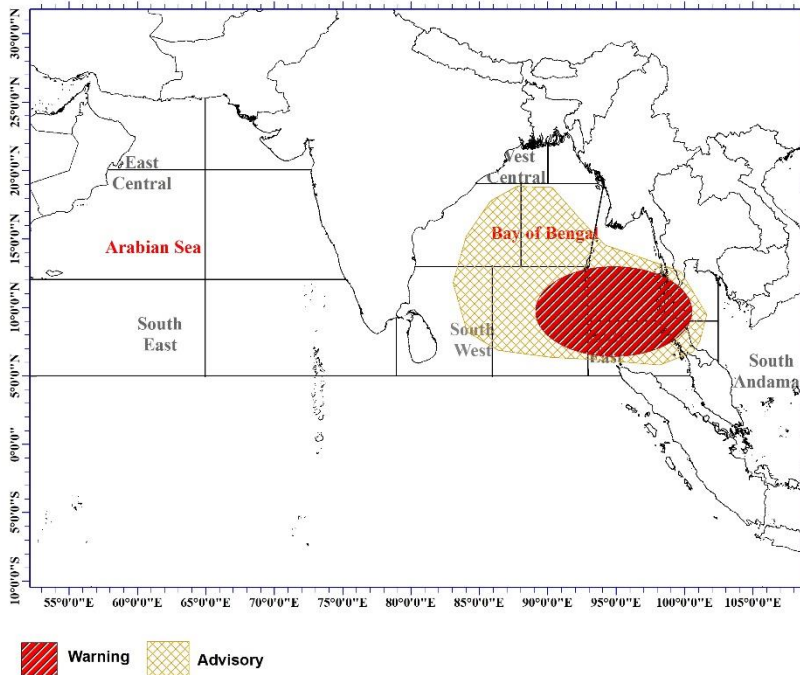 30°0'0"N
25°0'0"N
20°0'0"N
15°0'0"N
10°0'0"N
5°0'0"N
0°0'0"
5°0'0"S
10°0'0"S
East
Central
Arabian Sea
South
East
West
Central
Bay of Bengal
South
West
East
South
Andama
55°0'0"E
60°0'0"E
65°0'0"E
70°0'0"E
75°0'0"E
80°0'0"E
85°0'0"E
90°0'0"E
95°0'0"E
100°0'0"E
105°0'0"E
Warning
Advisory